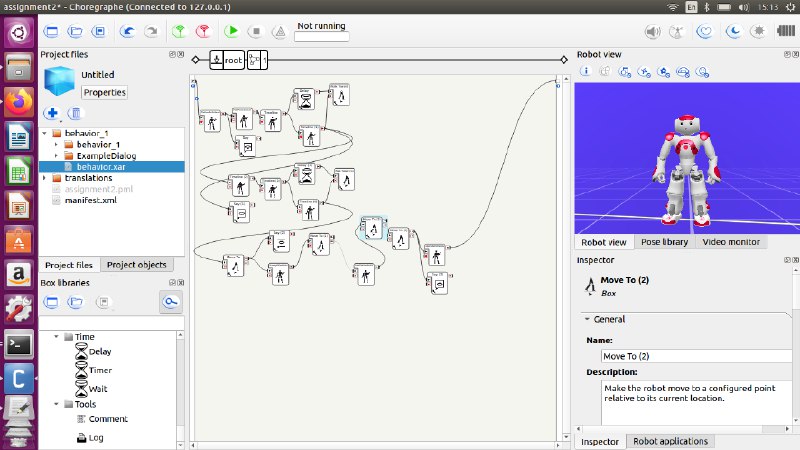 assignment2* - Choregraphe (Connected to 127.0.0.1)
En
15:13
Not running
Project files
Untitled
Properties
behavior_1
behavior_1
ExampleDialog
behavior.xar
translations
assignment2.pml
manifest.xml
Project files
Project objects
Box libraries
Time
Delay
Timer
Wait
Tools
Comment
Log
root
Robot view
Robot view
Pose library
Video monitor
Inspector
Move To (2)
Box
General
Name:
Move To (2)
Description:
Make the robot move to a configured point
relative to its current location.
Inspector
Robot applications